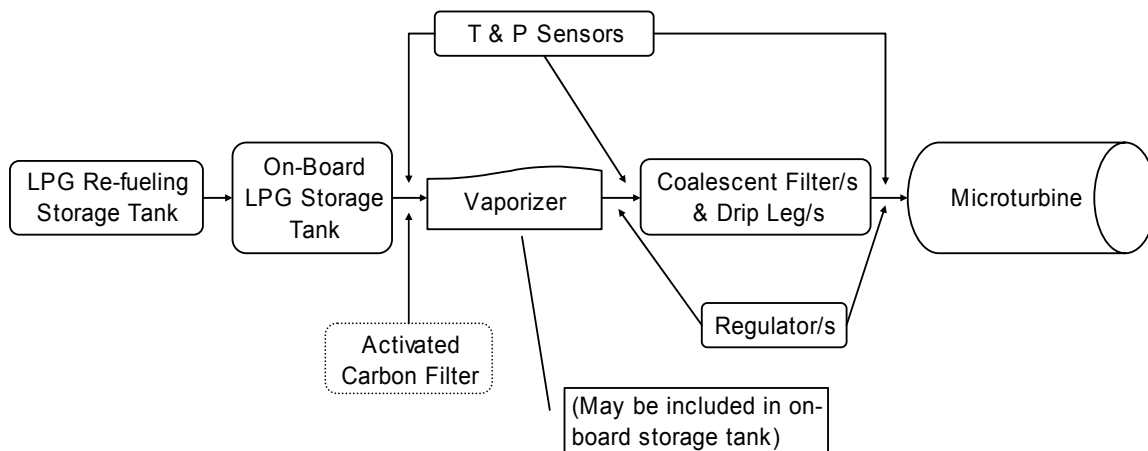 T & P Sensors
LPG Re-fueling
Storage Tank
On-Board
LPG Storage
Tank
Vaporizer
Coalescent Filter/s
& Drip Leg/s
Microturbine
Activated
Carbon Filter
Regulator/s
(May be included in on-
board storage tank)